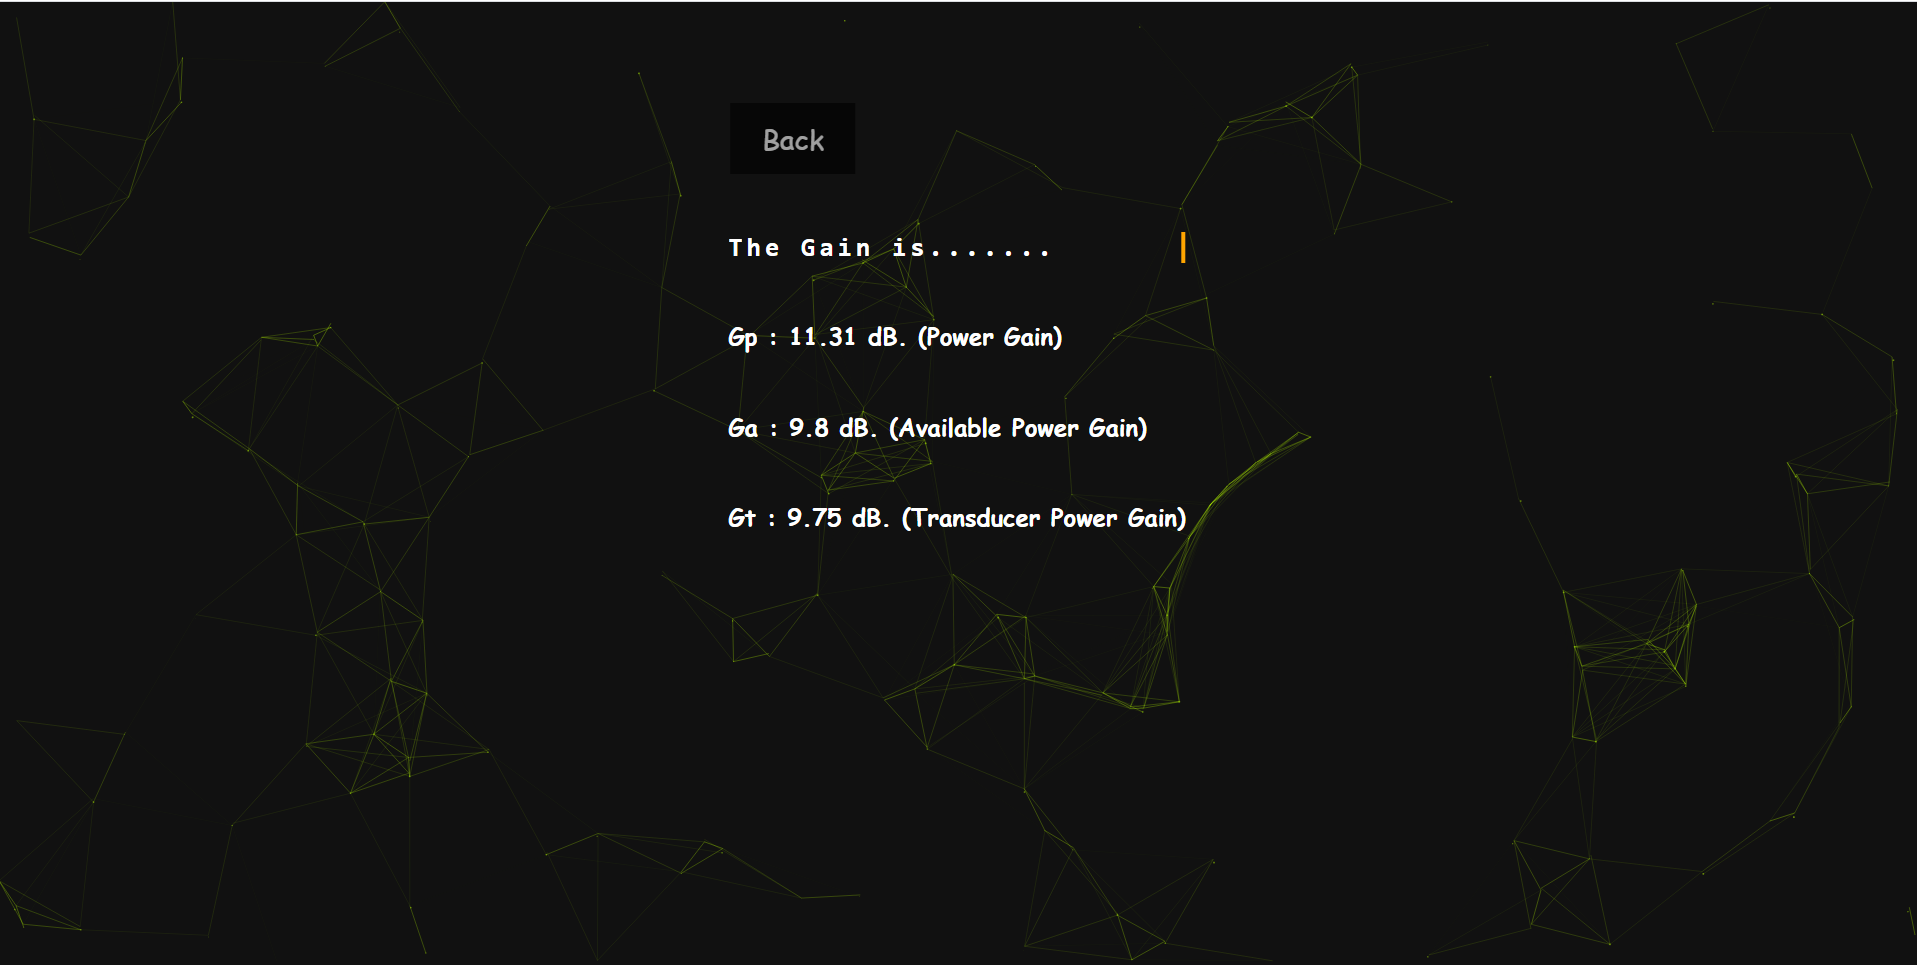 Back
The Gain is.......
Gp : 11.31 dB. (Power Gain)
Ga : 9.8 dB. (Available Power Gain)
Gt : 9.75 dB. (Transducer Power Gain)